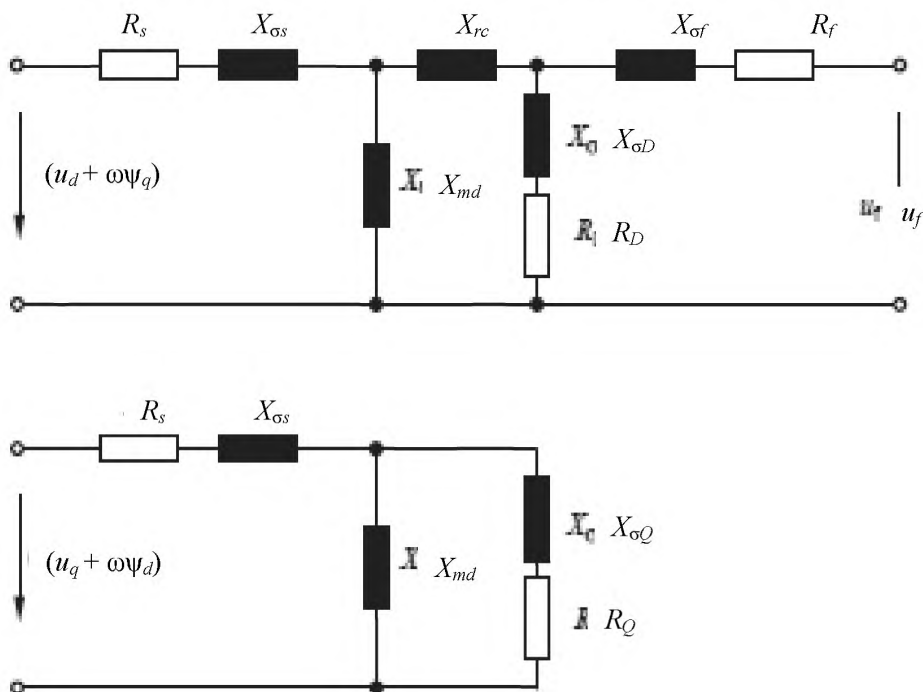 R_s X_σs X_rc X_σf R_f
X_σD
(u_d + ωψ_q) X_md
R_D u_f
R_s X_σs
X_σQ
(u_q + ωψ_d) X_md
R_Q